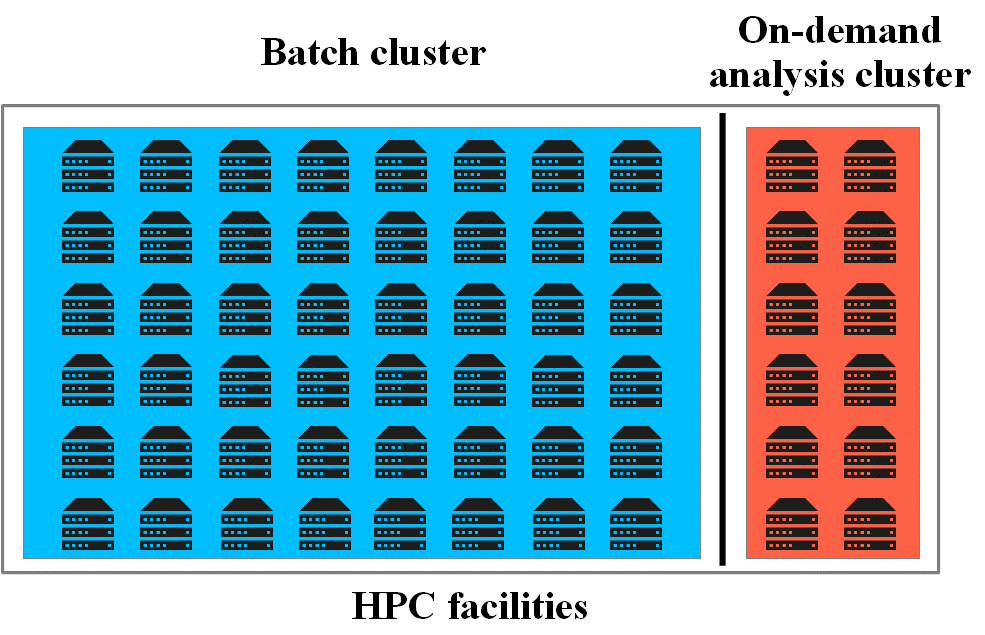 Batch cluster
On-demand
analysis cluster
HPC facilities